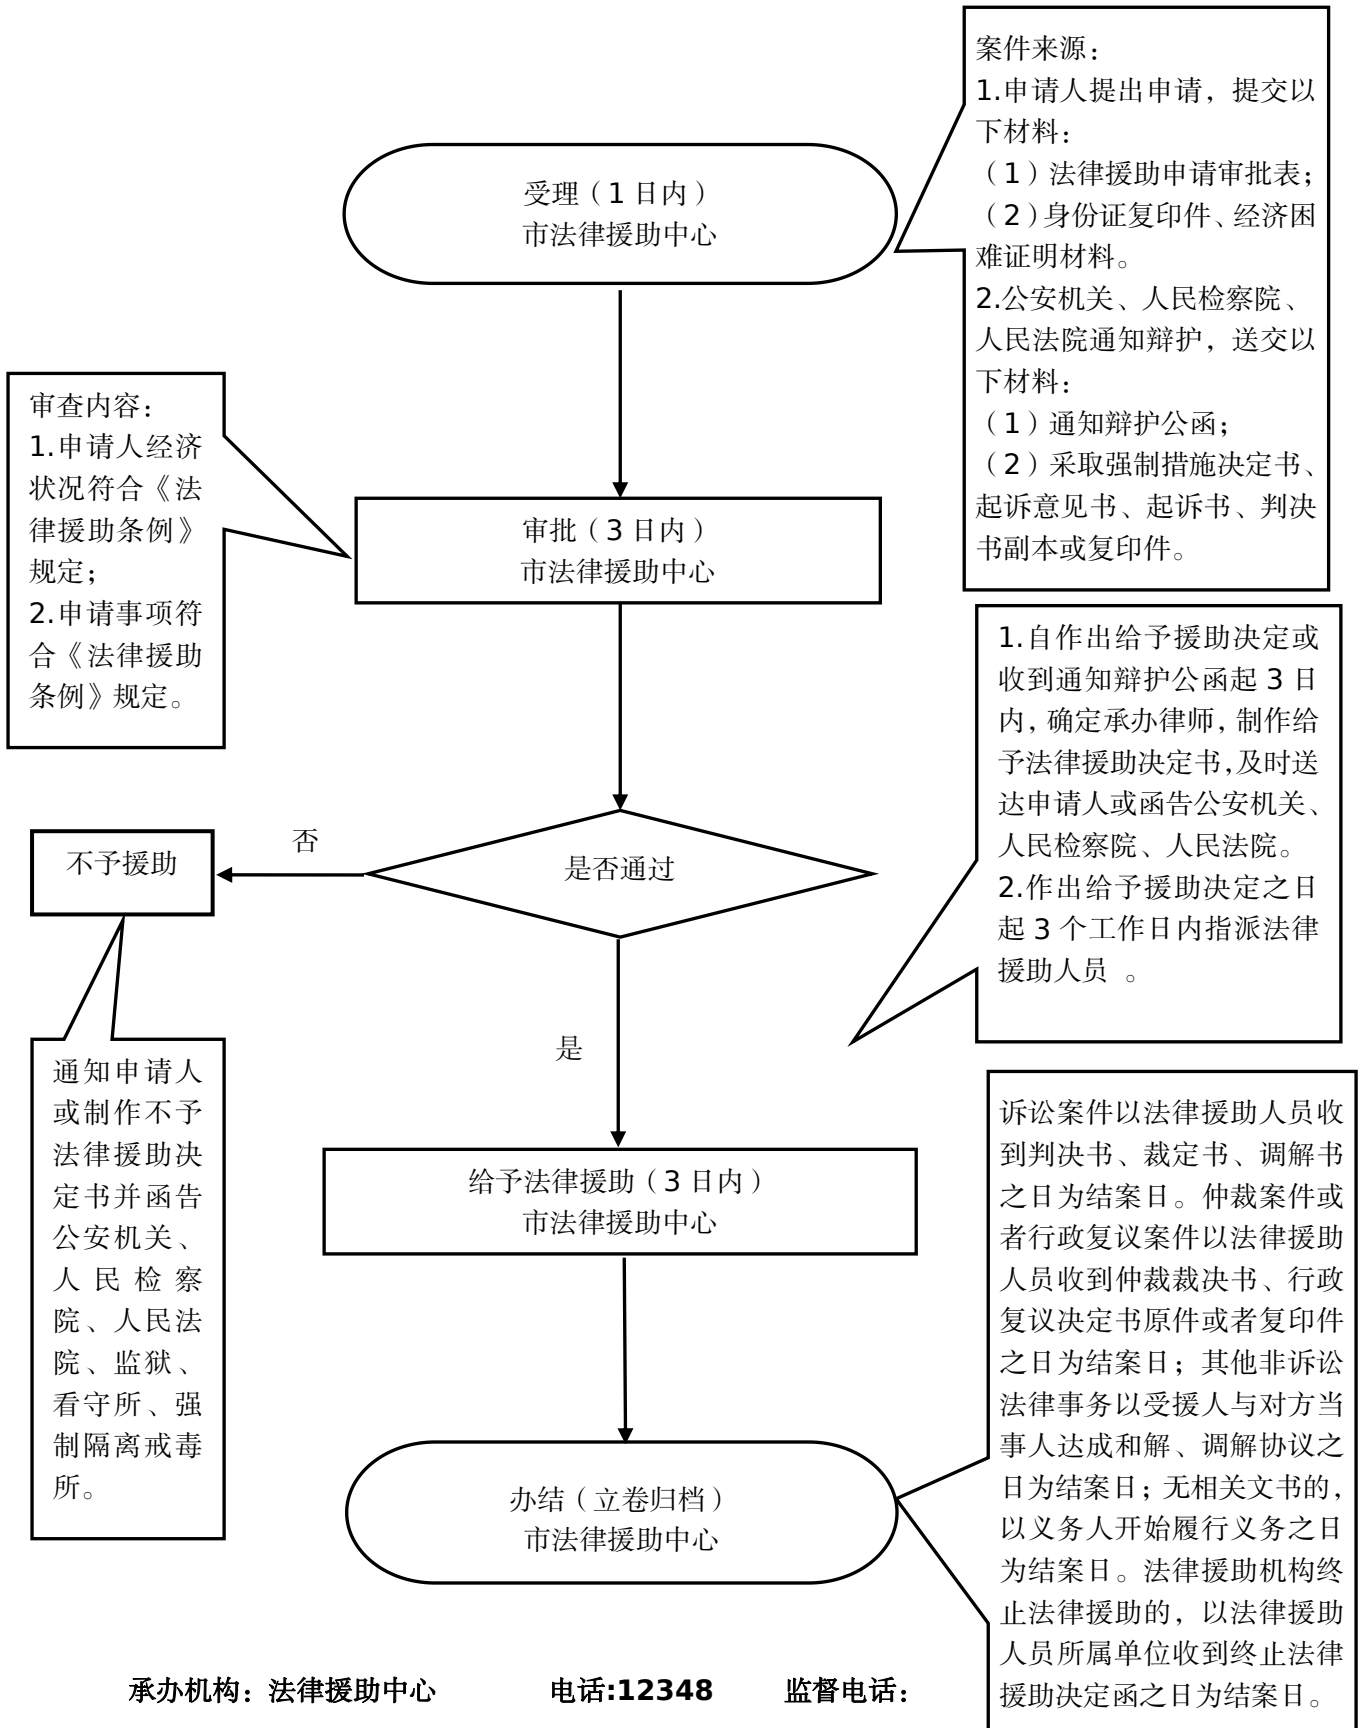 案件来源：
1.申请人提出申请，提交以
下材料：
（1）法律援助申请审批表；
（2）身份证复印件、经济困
难证明材料。
2.公安机关、人民检察院、
人民法院通知辩护，送交以
下材料：
（1）通知辩护公函；
（2）采取强制措施决定书、
起诉意见书、起诉书、判决
书副本或复印件。
受理（1 日内）
市法律援助中心
审查内容：
1.申请人经济
状况符合《法
律援助条例》
规定；
2.申请事项符
合《法律援助
条例》规定。
审批（3 日内）
市法律援助中心
1.自作出给予援助决定或
收到通知辩护公函起 3 日
内，确定承办律师，制作给
予法律援助决定书，及时送
达申请人或函告公安机关、
人民检察院、人民法院。
2.作出给予援助决定之日
起 3 个工作日内指派法律
援助人员 。
是否通过
否
不予援助
是
通知申请人
或制作不予
法律援助决
定书并函告
公安机关、
人民检察
院、人民法
院、监狱、
看守所、强
制隔离戒毒
所。
给予法律援助（3 日内）
市法律援助中心
诉讼案件以法律援助人员收
到判决书、裁定书、调解书
之日为结案日。仲裁案件或
者行政复议案件以法律援助
人员收到仲裁裁决书、行政
复议决定书原件或者复印件
之日为结案日；其他非诉讼
法律事务以受援人与对方当
事人达成和解、调解协议之
日为结案日；无相关文书的，
以义务人开始履行义务之日
为结案日。法律援助机构终
止法律援助的，以法律援助
人员所属单位收到终止法律
援助决定函之日为结案日。
办结（立卷归档）
市法律援助中心
承办机构：法律援助中心 电话:12348 监督电话：